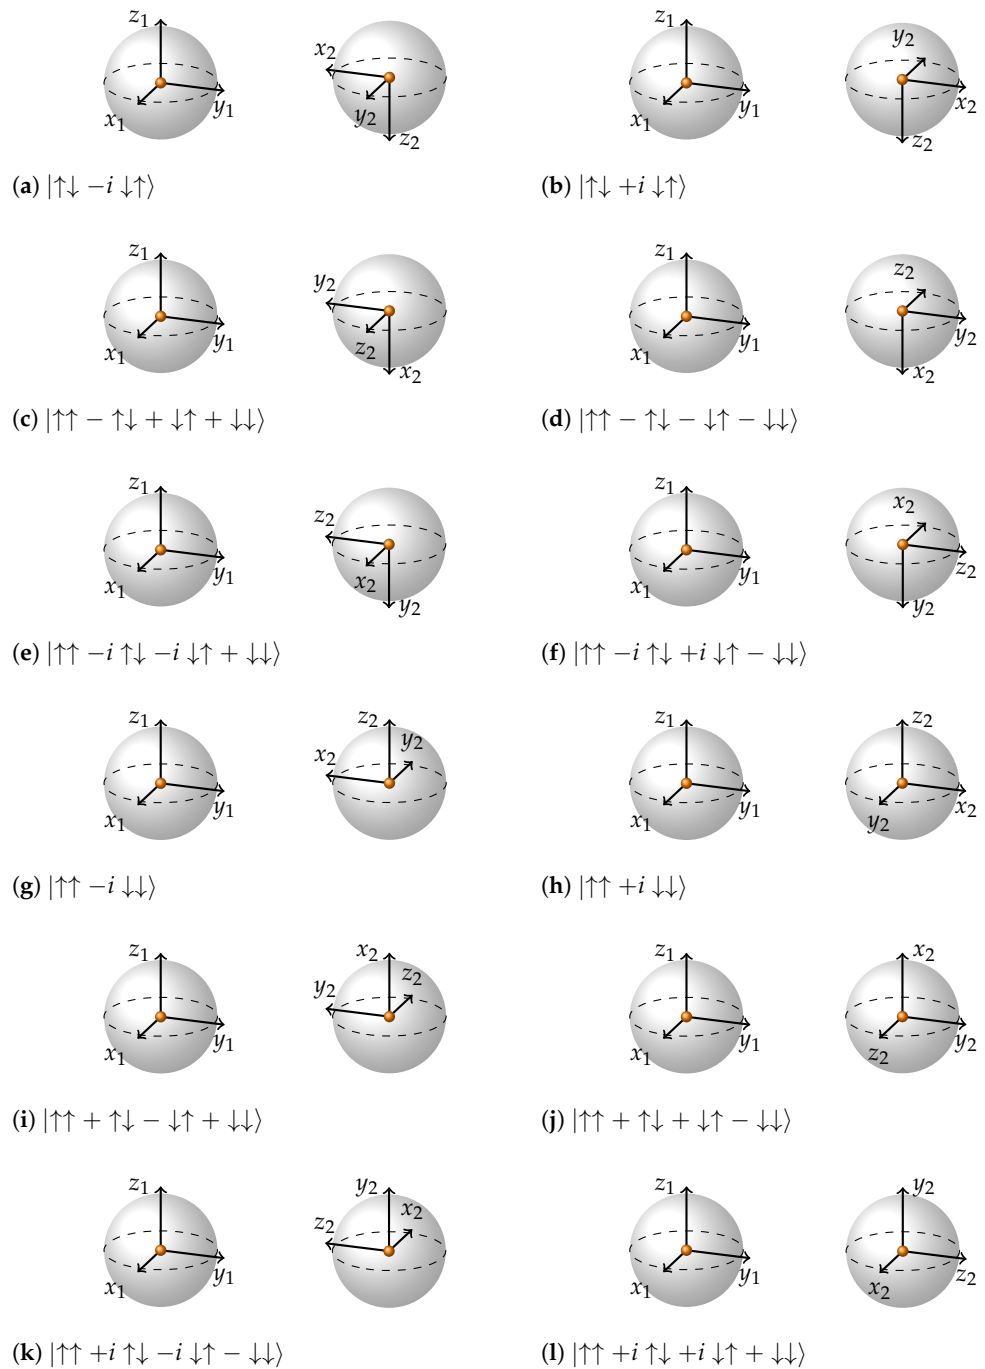 z₁ z₁ y₂
x₂
y₂ x₂
x₁ y₁ z₂ x₁ y₁ z₂
(a) |↑↓ −i ↓↑⟩ (b) |↑↓ +i ↓↑⟩
z₁ z₁ z₂
y₂
z₂ y₂
x₁ y₁ x₂ x₁ y₁ x₂
(c) |↑↑ − ↑↓ + ↓↑ + ↓↓⟩ (d) |↑↑ − ↑↓ − ↓↑ − ↓↓⟩
z₁ z₁ x₂
z₂
x₂ z₂
x₁ y₁ y₂ x₁ y₁ y₂
(e) |↑↑ −i ↑↓ −i ↓↑ + ↓↓⟩ (f) |↑↑ −i ↑↓ +i ↓↑ − ↓↓⟩
z₁ z₂ z₁ z₂
x₂ y₂
x₁ y₁ x₁ y₁ y₂ x₂
(g) |↑↑ −i ↓↓⟩ (h) |↑↑ +i ↓↓⟩
z₁ x₂ z₁ x₂
y₂ z₂
x₁ y₁ x₁ y₁ z₂ y₂
(i) |↑↑ + ↑↓ − ↓↑ + ↓↓⟩ (j) |↑↑ + ↑↓ + ↓↑ − ↓↓⟩
z₁ y₂ z₁ y₂
z₂ x₂
x₁ y₁ x₁ y₁ x₂ z₂
(k) |↑↑ +i ↑↓ −i ↓↑ − ↓↓⟩ (l) |↑↑ +i ↑↓ +i ↓↑ + ↓↓⟩